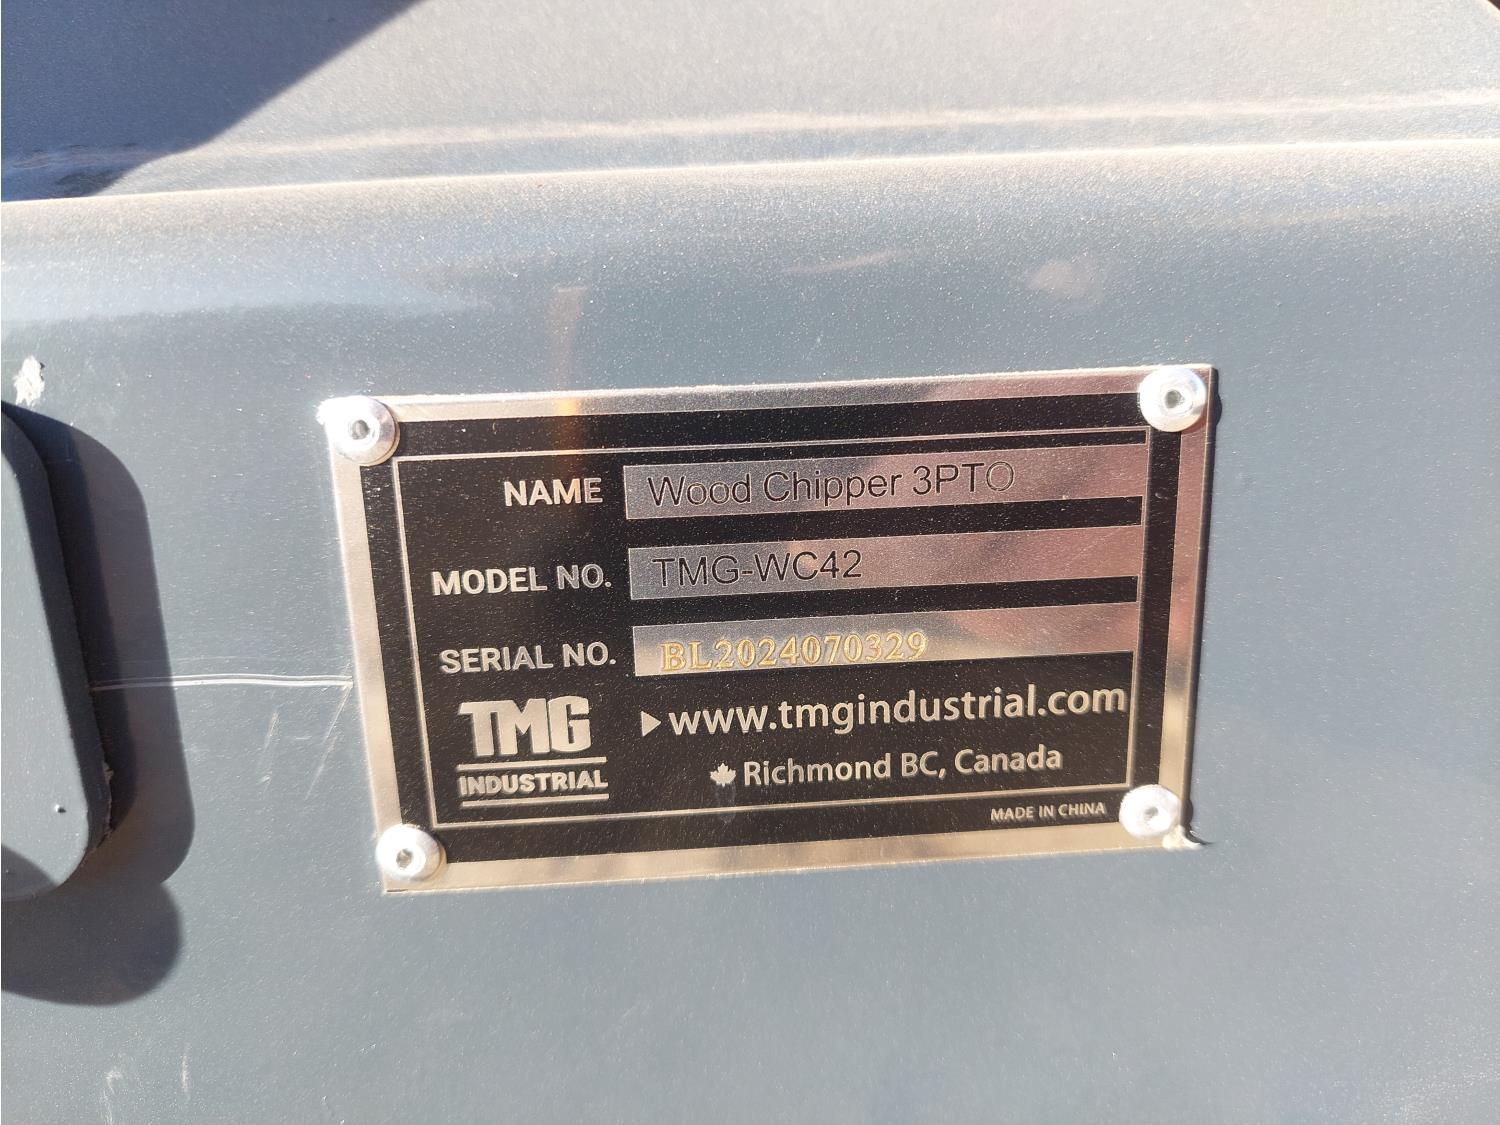 NAME Wood Chipper 3PTO
MODEL NO. TMG-WC42
SERIAL NO. BL2024070329
TMG
INDUSTRIAL
www.tmgindustrial.com
Richmond BC, Canada
MADE IN CHINA